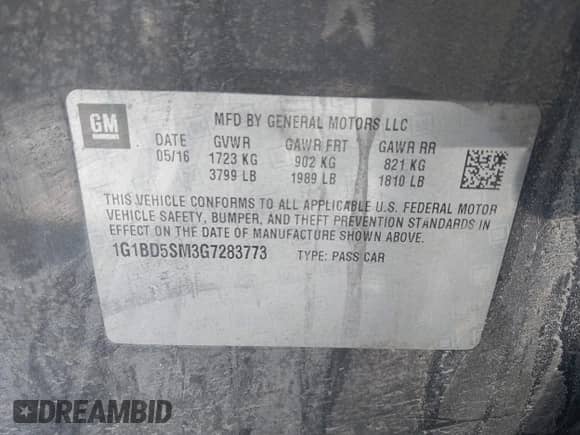 GM
MFD BY GENERAL MOTORS LLC
DATE GVWR GAWR FRT GAWR RR
05/16 1723 KG 902 KG 821 KG
3799 LB 1989 LB 1810 LB
THIS VEHICLE CONFORMS TO ALL APPLICABLE U.S. FEDERAL MOTOR
VEHICLE SAFETY, BUMPER, AND THEFT PREVENTION STANDARDS IN
EFFECT ON THE DATE OF MANUFACTURE SHOWN ABOVE.
1G1BD5SM3G7283773 TYPE: PASS CAR
DREAMBID